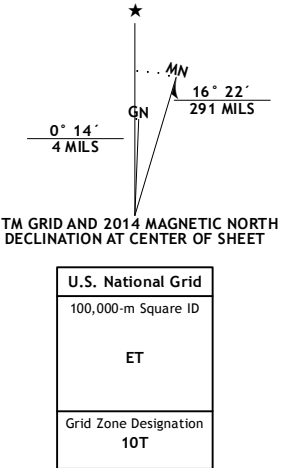 ★
MN
GN
0° 14´
4 MILS
16° 22´
291 MILS
TM GRID AND 2014 MAGNETIC NORTH
DECLINATION AT CENTER OF SHEET
U.S. National Grid
100,000-m Square ID
ET
Grid Zone Designation
10T